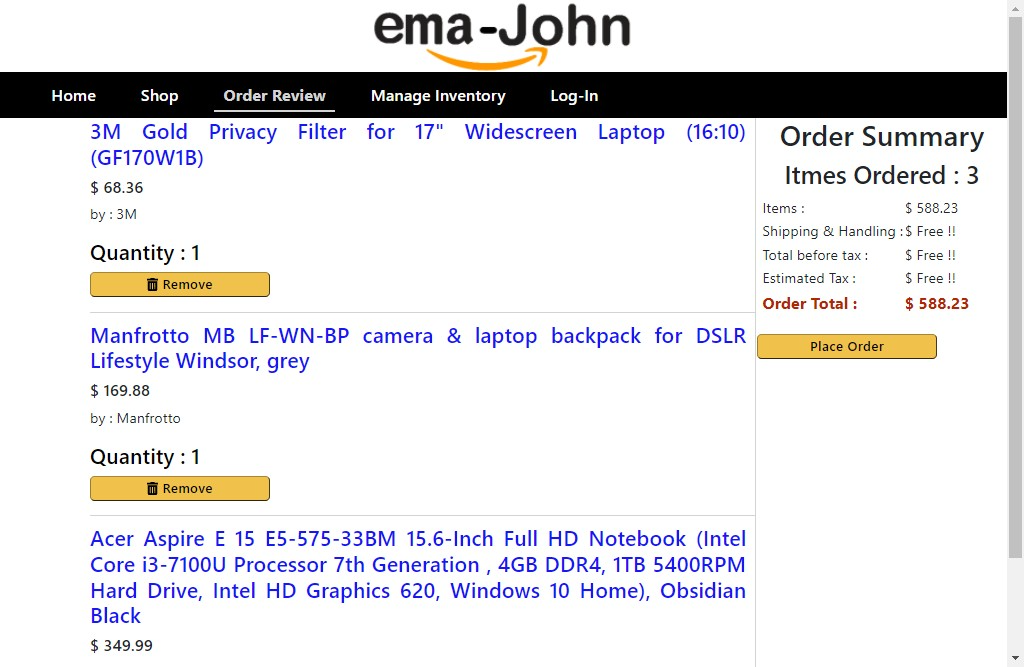 ema-John
Home Shop Order Review Manage Inventory Log-In
3M Gold Privacy Filter for 17" Widescreen Laptop (16:10)
(GF170W1B)
$ 68.36
by : 3M
Quantity : 1
Remove
Manfrotto MB LF-WN-BP camera & laptop backpack for DSLR
Lifestyle Windsor, grey
$ 169.88
by : Manfrotto
Quantity : 1
Remove
Acer Aspire E 15 E5-575-33BM 15.6-Inch Full HD Notebook (Intel
Core i3-7100U Processor 7th Generation , 4GB DDR4, 1TB 5400RPM
Hard Drive, Intel HD Graphics 620, Windows 10 Home), Obsidian
Black
$ 349.99
Order Summary
Itmes Ordered : 3
Items : $ 588.23
Shipping & Handling : $ Free !!
Total before tax : $ Free !!
Estimated Tax : $ Free !!
Order Total : $ 588.23
Place Order